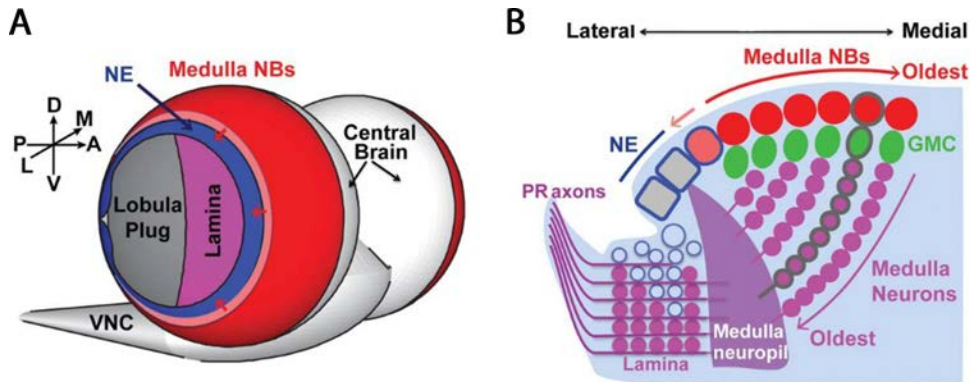 A
NE
Medulla NBs
D
M
P
A
L
V
Central
Brain
Lobula
Plug
Lamina
VNC
B
Lateral
Medial
Medulla NBs
Oldest
NE
GMC
PR axons
Medulla
Neurons
Medulla
neuropil
Oldest
Lamina